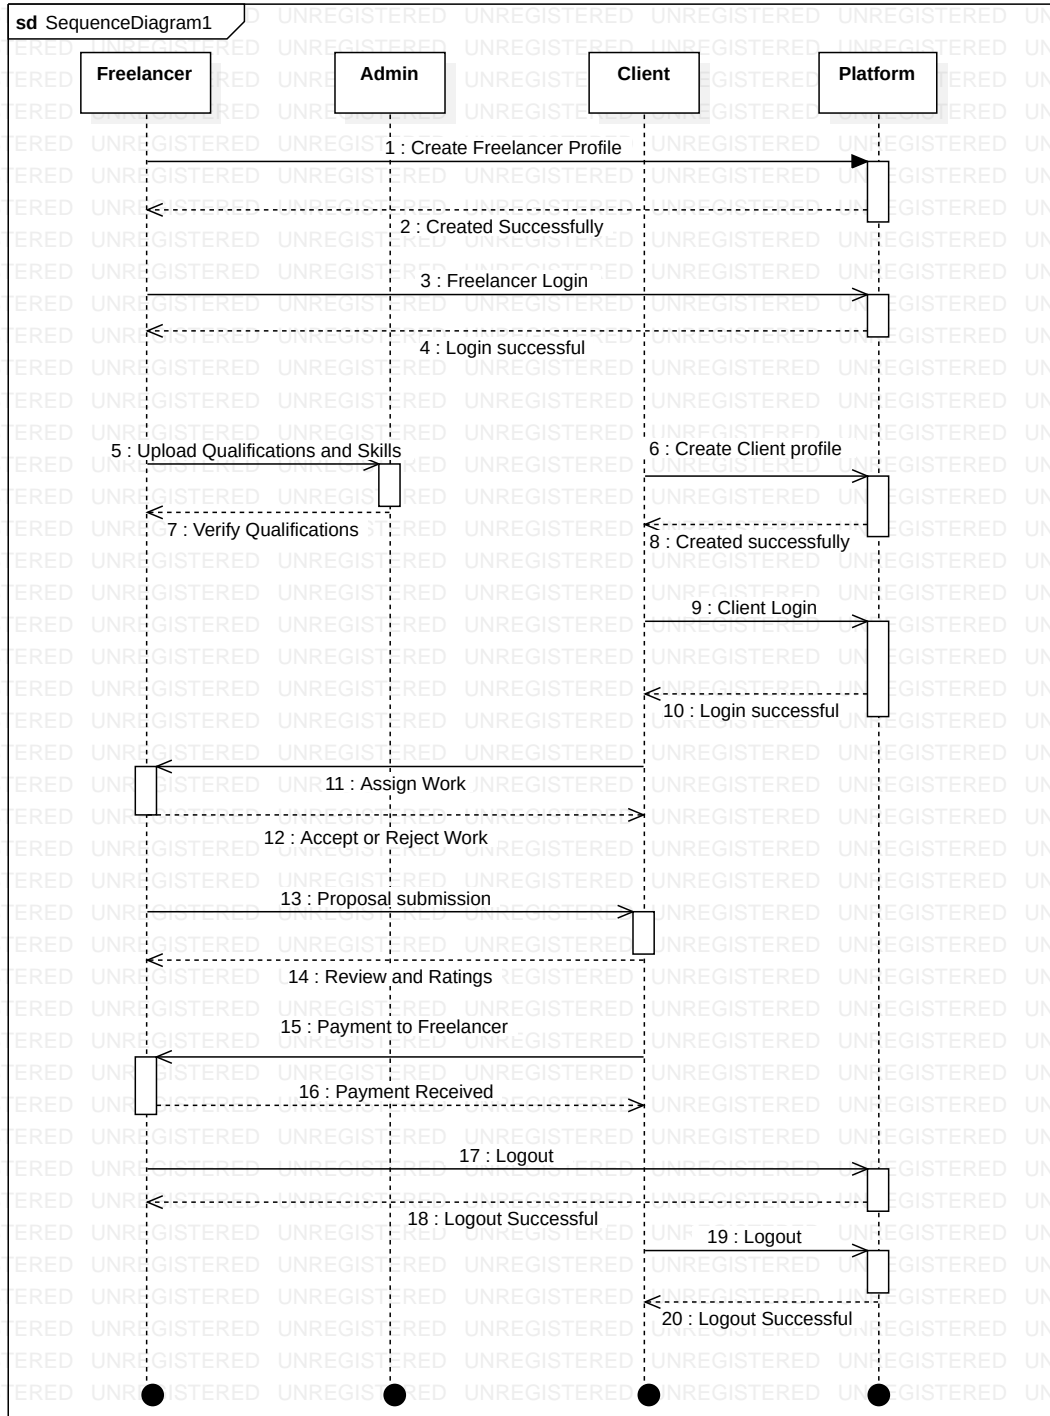 sd SequenceDiagram1
Freelancer
Admin
Client
Platform
1 : Create Freelancer Profile
2 : Created Successfully
3 : Freelancer Login
4 : Login successful
5 : Upload Qualifications and Skills
6 : Create Client profile
7 : Verify Qualifications
8 : Created successfully
9 : Client Login
10 : Login successful
11 : Assign Work
12 : Accept or Reject Work
13 : Proposal submission
14 : Review and Ratings
15 : Payment to Freelancer
16 : Payment Received
17 : Logout
18 : Logout Successful
19 : Logout
20 : Logout Successful
UNREGISTERED